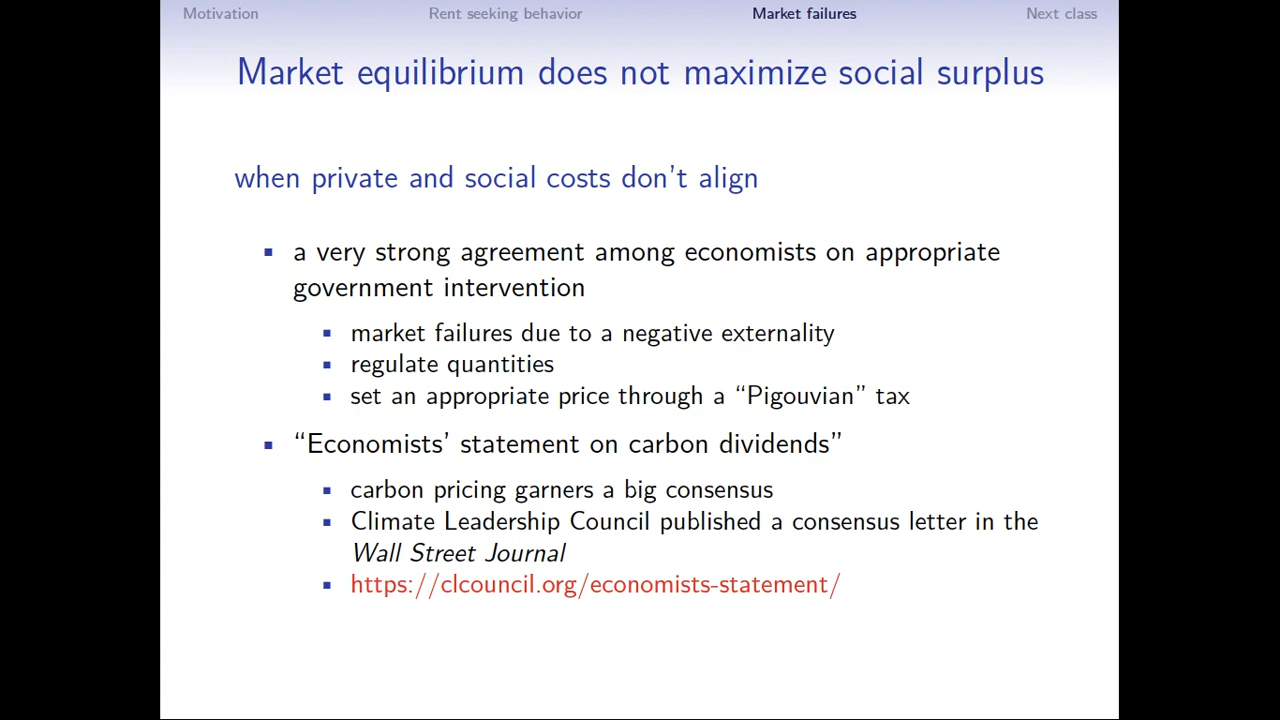 Motivation Rent seeking behavior Market failures Next class
Market equilibrium does not maximize social surplus
when private and social costs don't align
▪ a very strong agreement among economists on appropriate
government intervention
▪ market failures due to a negative externality
▪ regulate quantities
▪ set an appropriate price through a “Pigouvian” tax
▪ “Economists’ statement on carbon dividends”
▪ carbon pricing garners a big consensus
▪ Climate Leadership Council published a consensus letter in the
Wall Street Journal
▪ https://clcouncil.org/economists-statement/